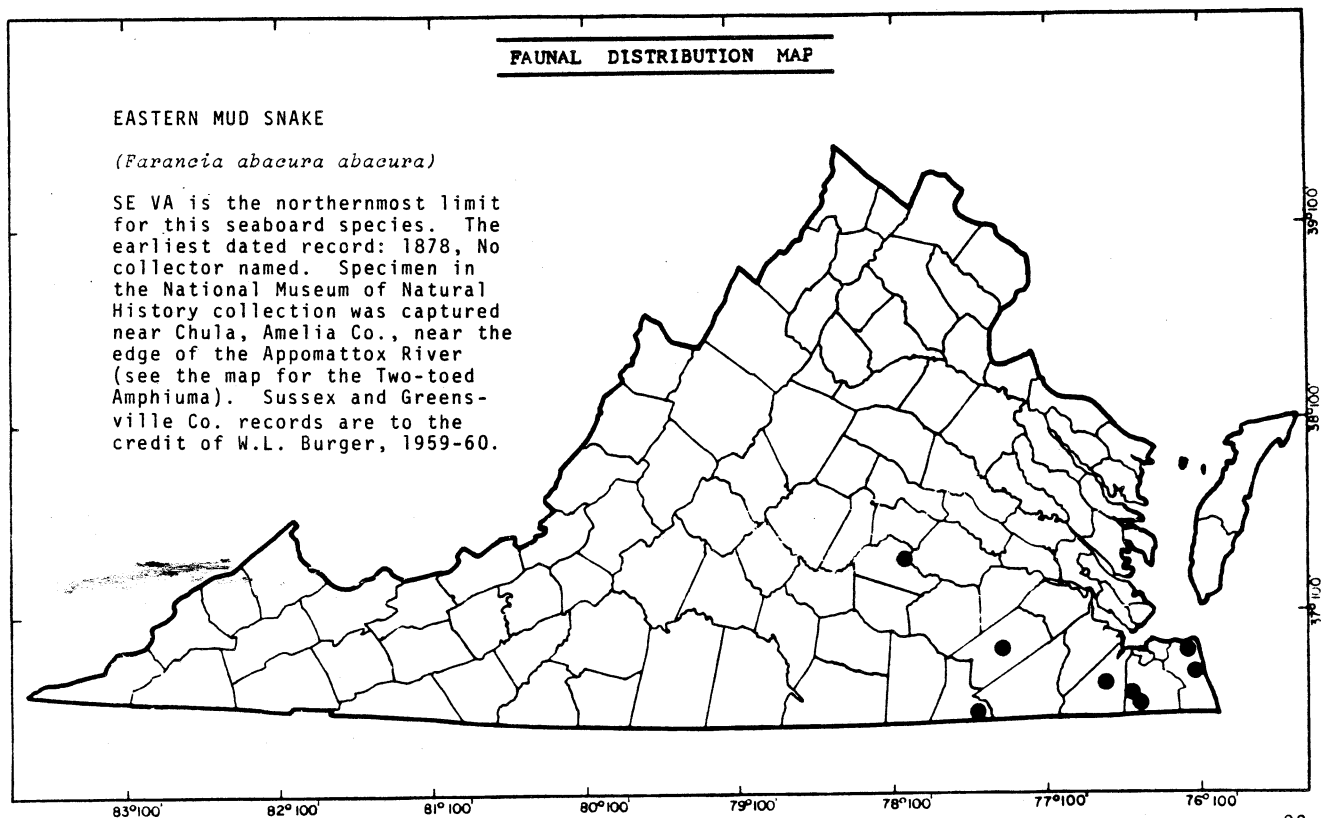 FAUNAL DISTRIBUTION MAP
EASTERN MUD SNAKE
(Farancia abacura abacura)
SE VA is the northernmost limit
for this seaboard species. The
earliest dated record: 1878, No
collector named. Specimen in
the National Museum of Natural
History collection was captured
near Chula, Amelia Co., near the
edge of the Appomattox River
(see the map for the Two-toed
Amphiuma). Sussex and Greens-
ville Co. records are to the
credit of W.L. Burger, 1959-60.
39°00'
38°00'
37°00'
83°00' 82°00' 81°00' 80°00' 79°00' 78°00' 77°00' 76°00'